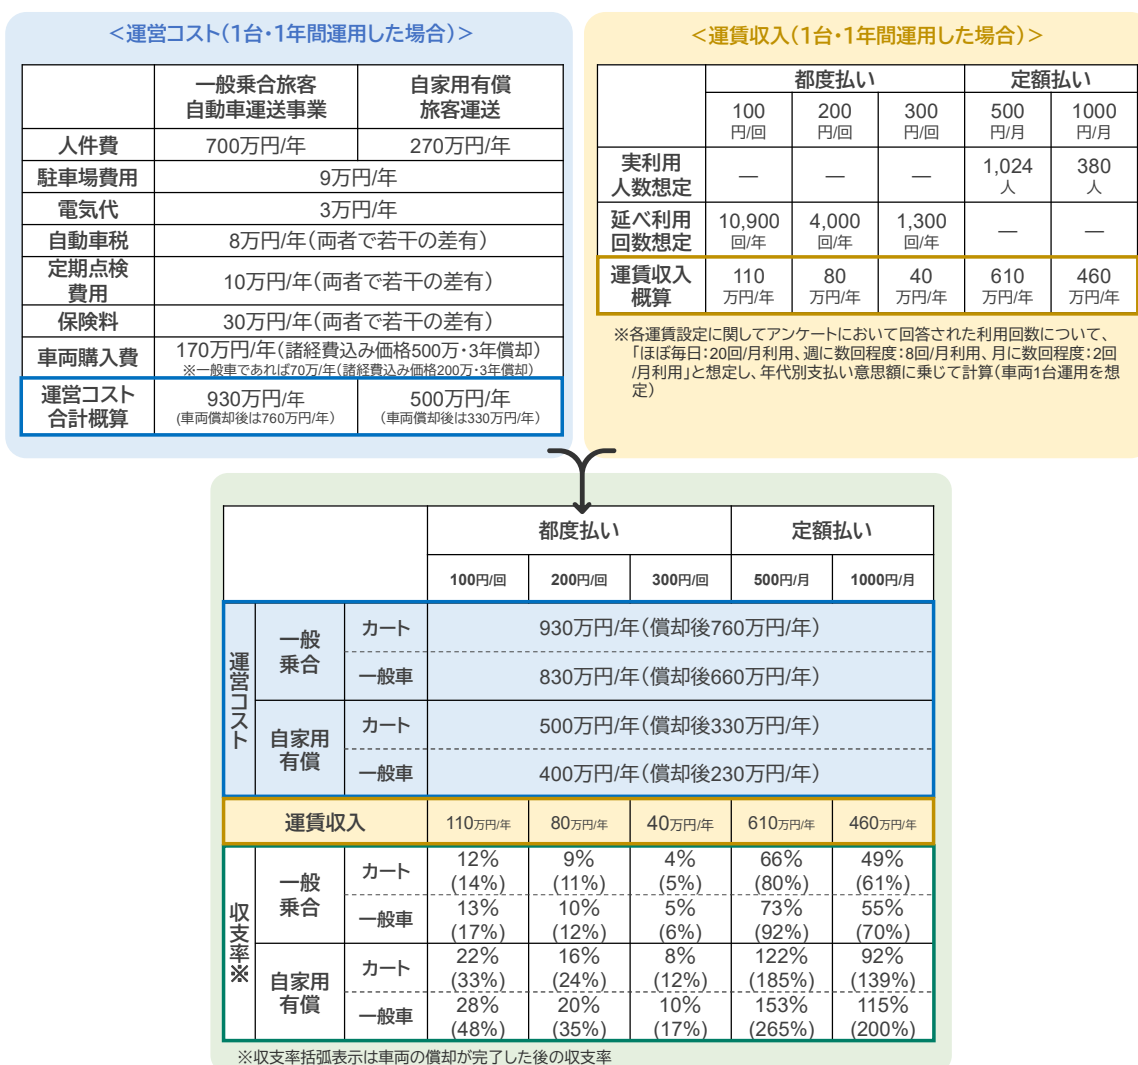 ＜運営コスト（1台・1年間運用した場合）＞
一般乗合旅客
自動車運送事業
自家用有償
旅客運送
人件費
700万円/年
270万円/年
駐車場費用
9万円/年
電気代
3万円/年
自動車税
8万円/年（両者で若干の差有）
定期点検
費用
10万円/年（両者で若干の差有）
保険料
30万円/年（両者で若干の差有）
車両購入費
170万円/年（諸経費込み価格500万・3年償却）
※一般車であれば70万/年（諸経費込み価格200万・3年償却）
運営コスト
合計概算
930万円/年
（車両償却後は760万円/年）
500万円/年
（車両償却後は330万円/年）
＜運賃収入（1台・1年間運用した場合）＞
都度払い
定額払い
100
円/回
200
円/回
300
円/回
500
円/月
1000
円/月
実利用
人数想定
―
―
―
1,024
人
380
人
延べ利用
回数想定
10,900
回/年
4,000
回/年
1,300
回/年
―
―
運賃収入
概算
110
万円/年
80
万円/年
40
万円/年
610
万円/年
460
万円/年
※各運賃設定に関してアンケートにおいて回答された利用回数について、
「ほぼ毎日：20回/月利用、週に数回程度：8回/月利用、月に数回程度：2回
/月利用」と想定し、年代別支払い意思額に乗じて計算（車両1台運用を想
定）
都度払い
定額払い
100円/回
200円/回
300円/回
500円/月
1000円/月
運営コスト
一般
乗合
カート
930万円/年（償却後760万円/年）
一般車
830万円/年（償却後660万円/年）
自家用
有償
カート
500万円/年（償却後330万円/年）
一般車
400万円/年（償却後230万円/年）
運賃収入
110万円/年
80万円/年
40万円/年
610万円/年
460万円/年
収支率※
一般
乗合
カート
12%
(14%)
9%
(11%)
4%
(5%)
66%
(80%)
49%
(61%)
一般車
13%
(17%)
10%
(12%)
5%
(6%)
73%
(92%)
55%
(70%)
自家用
有償
カート
22%
(33%)
16%
(24%)
8%
(12%)
122%
(185%)
92%
(139%)
一般車
28%
(48%)
20%
(35%)
10%
(17%)
153%
(265%)
115%
(200%)
※収支率括弧表示は車両の償却が完了した後の収支率